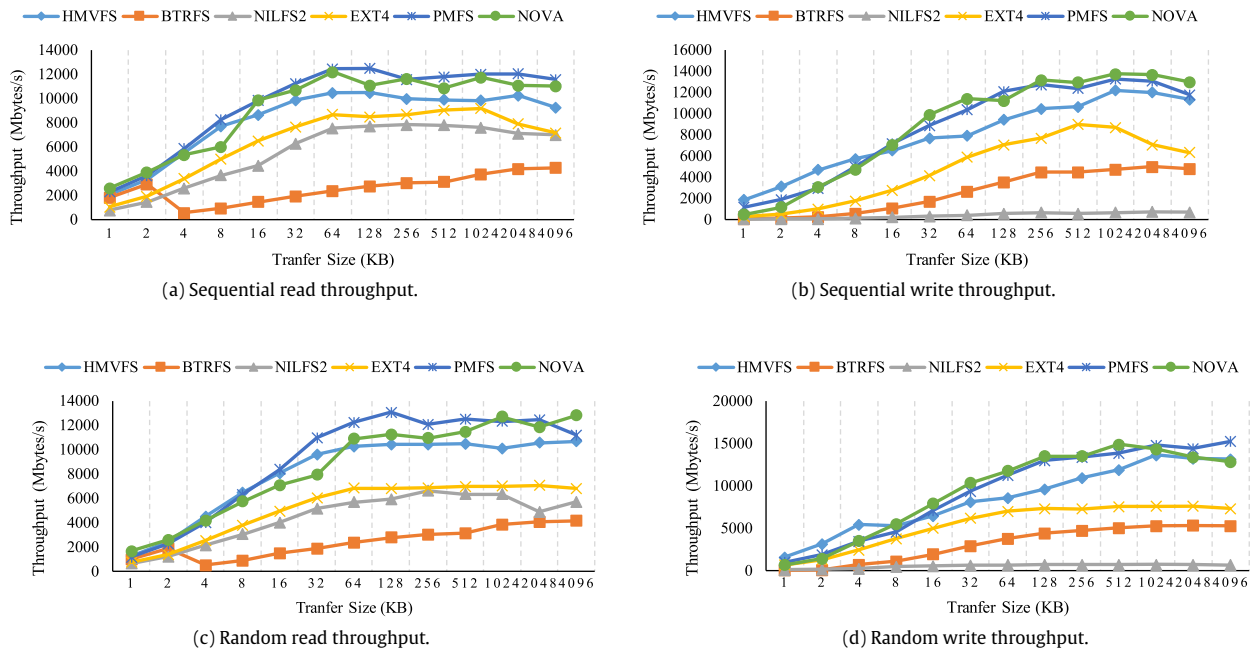 HMVFS BTRFS NILFS2 EXT4 PMFS NOVA
14000
12000
10000
8000
6000
4000
2000
0
Throughput (Mbytes/s)
1 2 4 8 16 32 64 128 256 512 1024 2048 4096
Tranfer Size (KB)
(a) Sequential read throughput.
HMVFS BTRFS NILFS2 EXT4 PMFS NOVA
16000
14000
12000
10000
8000
6000
4000
2000
0
Throughput (Mbytes/s)
1 2 4 8 16 32 64 128 256 512 1024 2048 4096
Tranfer Size (KB)
(b) Sequential write throughput.
HMVFS BTRFS NILFS2 EXT4 PMFS NOVA
14000
12000
10000
8000
6000
4000
2000
0
Throughput (Mbytes/s)
1 2 4 8 16 32 64 128 256 512 1024 2048 4096
Tranfer Size (KB)
(c) Random read throughput.
HMVFS BTRFS NILFS2 EXT4 PMFS NOVA
20000
15000
10000
5000
0
Throughput (Mbytes/s)
1 2 4 8 16 32 64 128 256 512 1024 2048 4096
Tranfer Size (KB)
(d) Random write throughput.